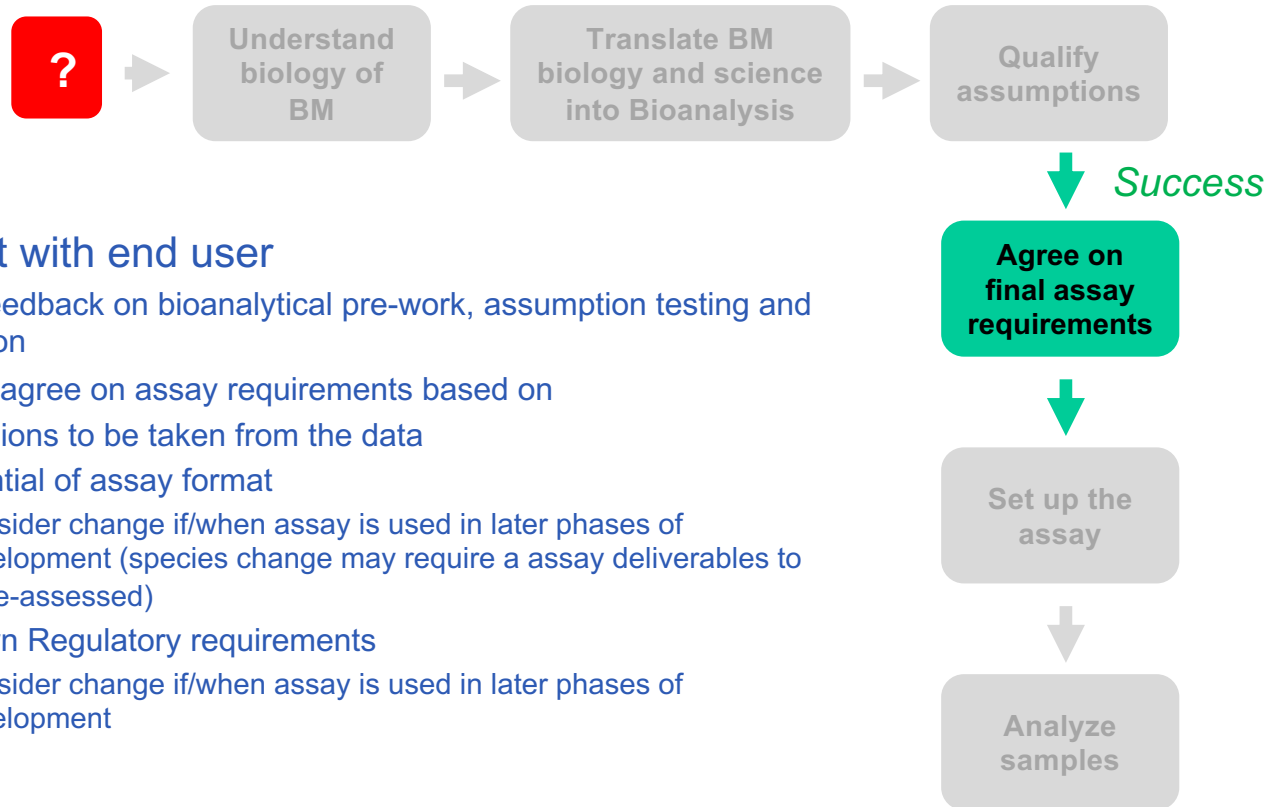 ?
Understand
biology of
BM
Translate BM
biology and science
into Bioanalysis
Qualify
assumptions
Success
Agree on
final assay
requirements
Set up the
assay
Analyze
samples
t with end user
eedback on bioanalytical pre-work, assumption testing and
on
agree on assay requirements based on
ions to be taken from the data
ntial of assay format
sider change if/when assay is used in later phases of
elopment (species change may require a assay deliverables to
e-assessed)
n Regulatory requirements
sider change if/when assay is used in later phases of
elopment